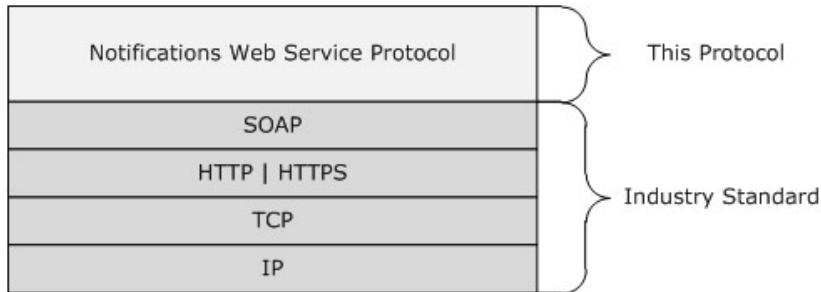 Notifications Web Service Protocol
This Protocol
SOAP
HTTP | HTTPS
Industry Standard
TCP
IP